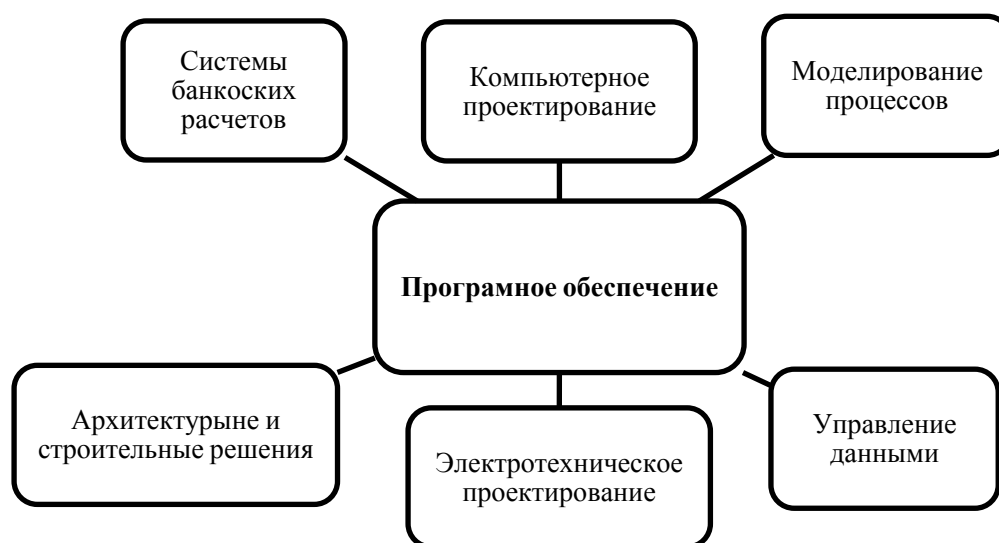 Системы
банкоских
расчетов
Компьютерное
проектирование
Моделирование
процессов
Програмное обеспечение
Архитектурыне и
строительные решения
Электротехническое
проектирование
Управление
данными